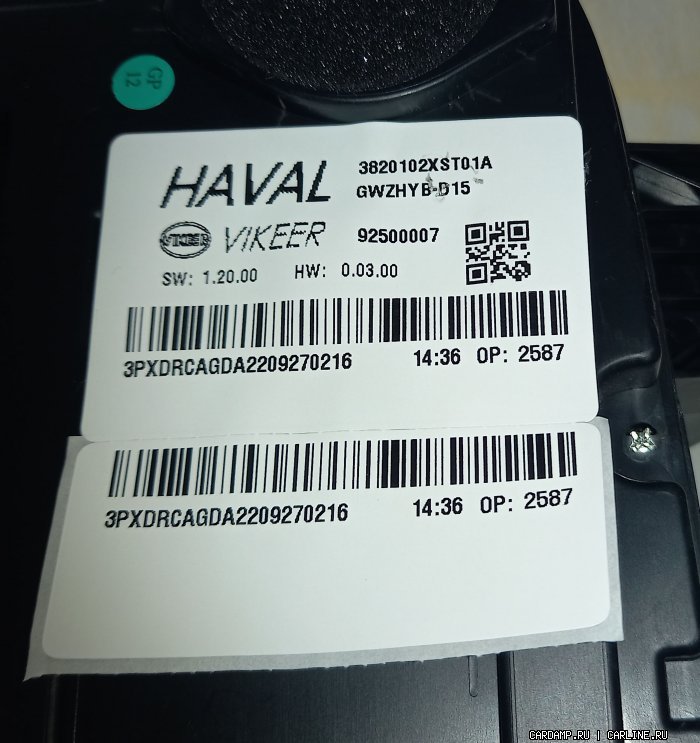 GP
12
HAVAL
3820102XST01A
GWZHYB-D15
VIKEER
VIKEER
92500007
SW: 1.20.00
HW: 0.03.00
3PXDRCAGDA2209270216
14:36 OP: 2587
3PXDRCAGDA2209270216
14:36 OP: 2587
CARDAMP.RU | CARLINE.RU